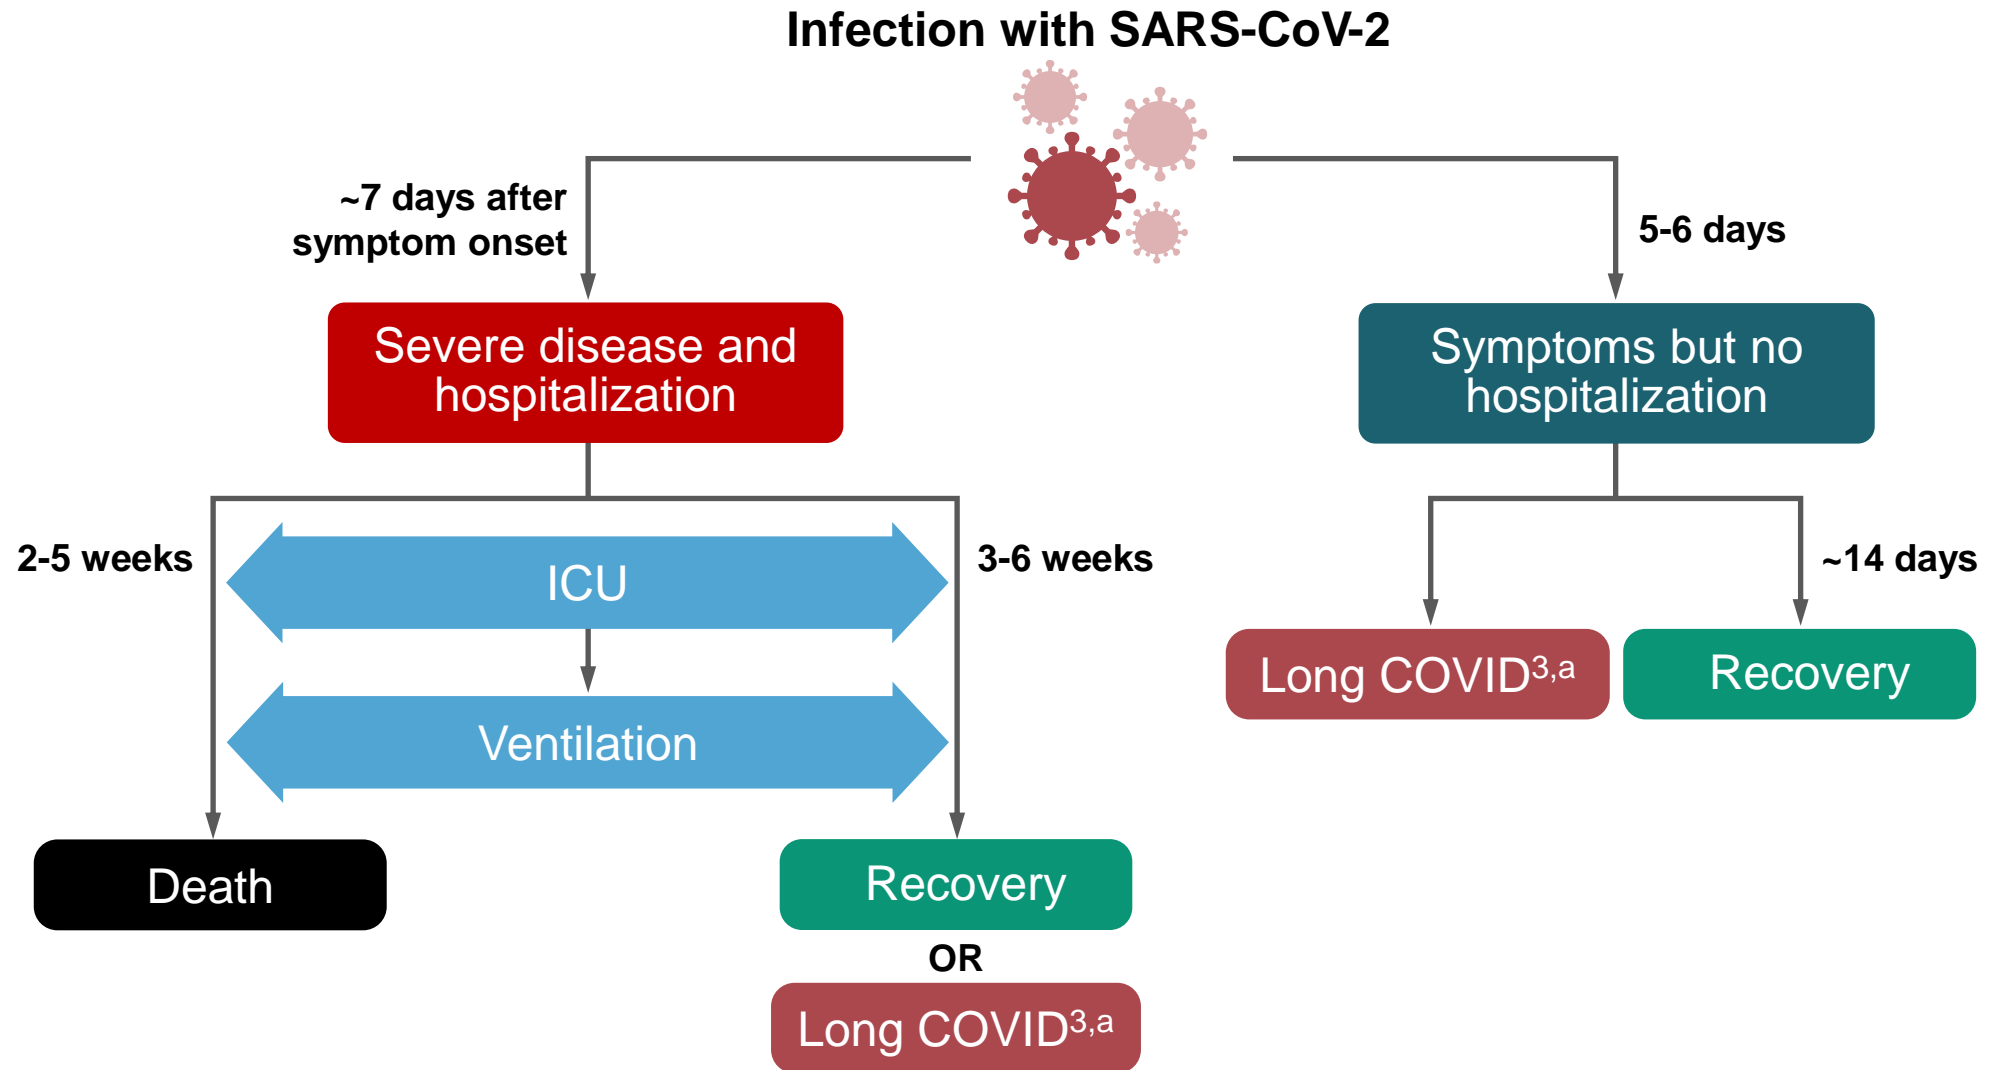 Infection with SARS-CoV-2
~7 days after
symptom onset
5-6 days
Severe disease and
hospitalization
Symptoms but no
hospitalization
2-5 weeks
ICU
3-6 weeks
~14 days
Long COVID3,a
Recovery
Ventilation
Death
Recovery
OR
Long COVID3,a